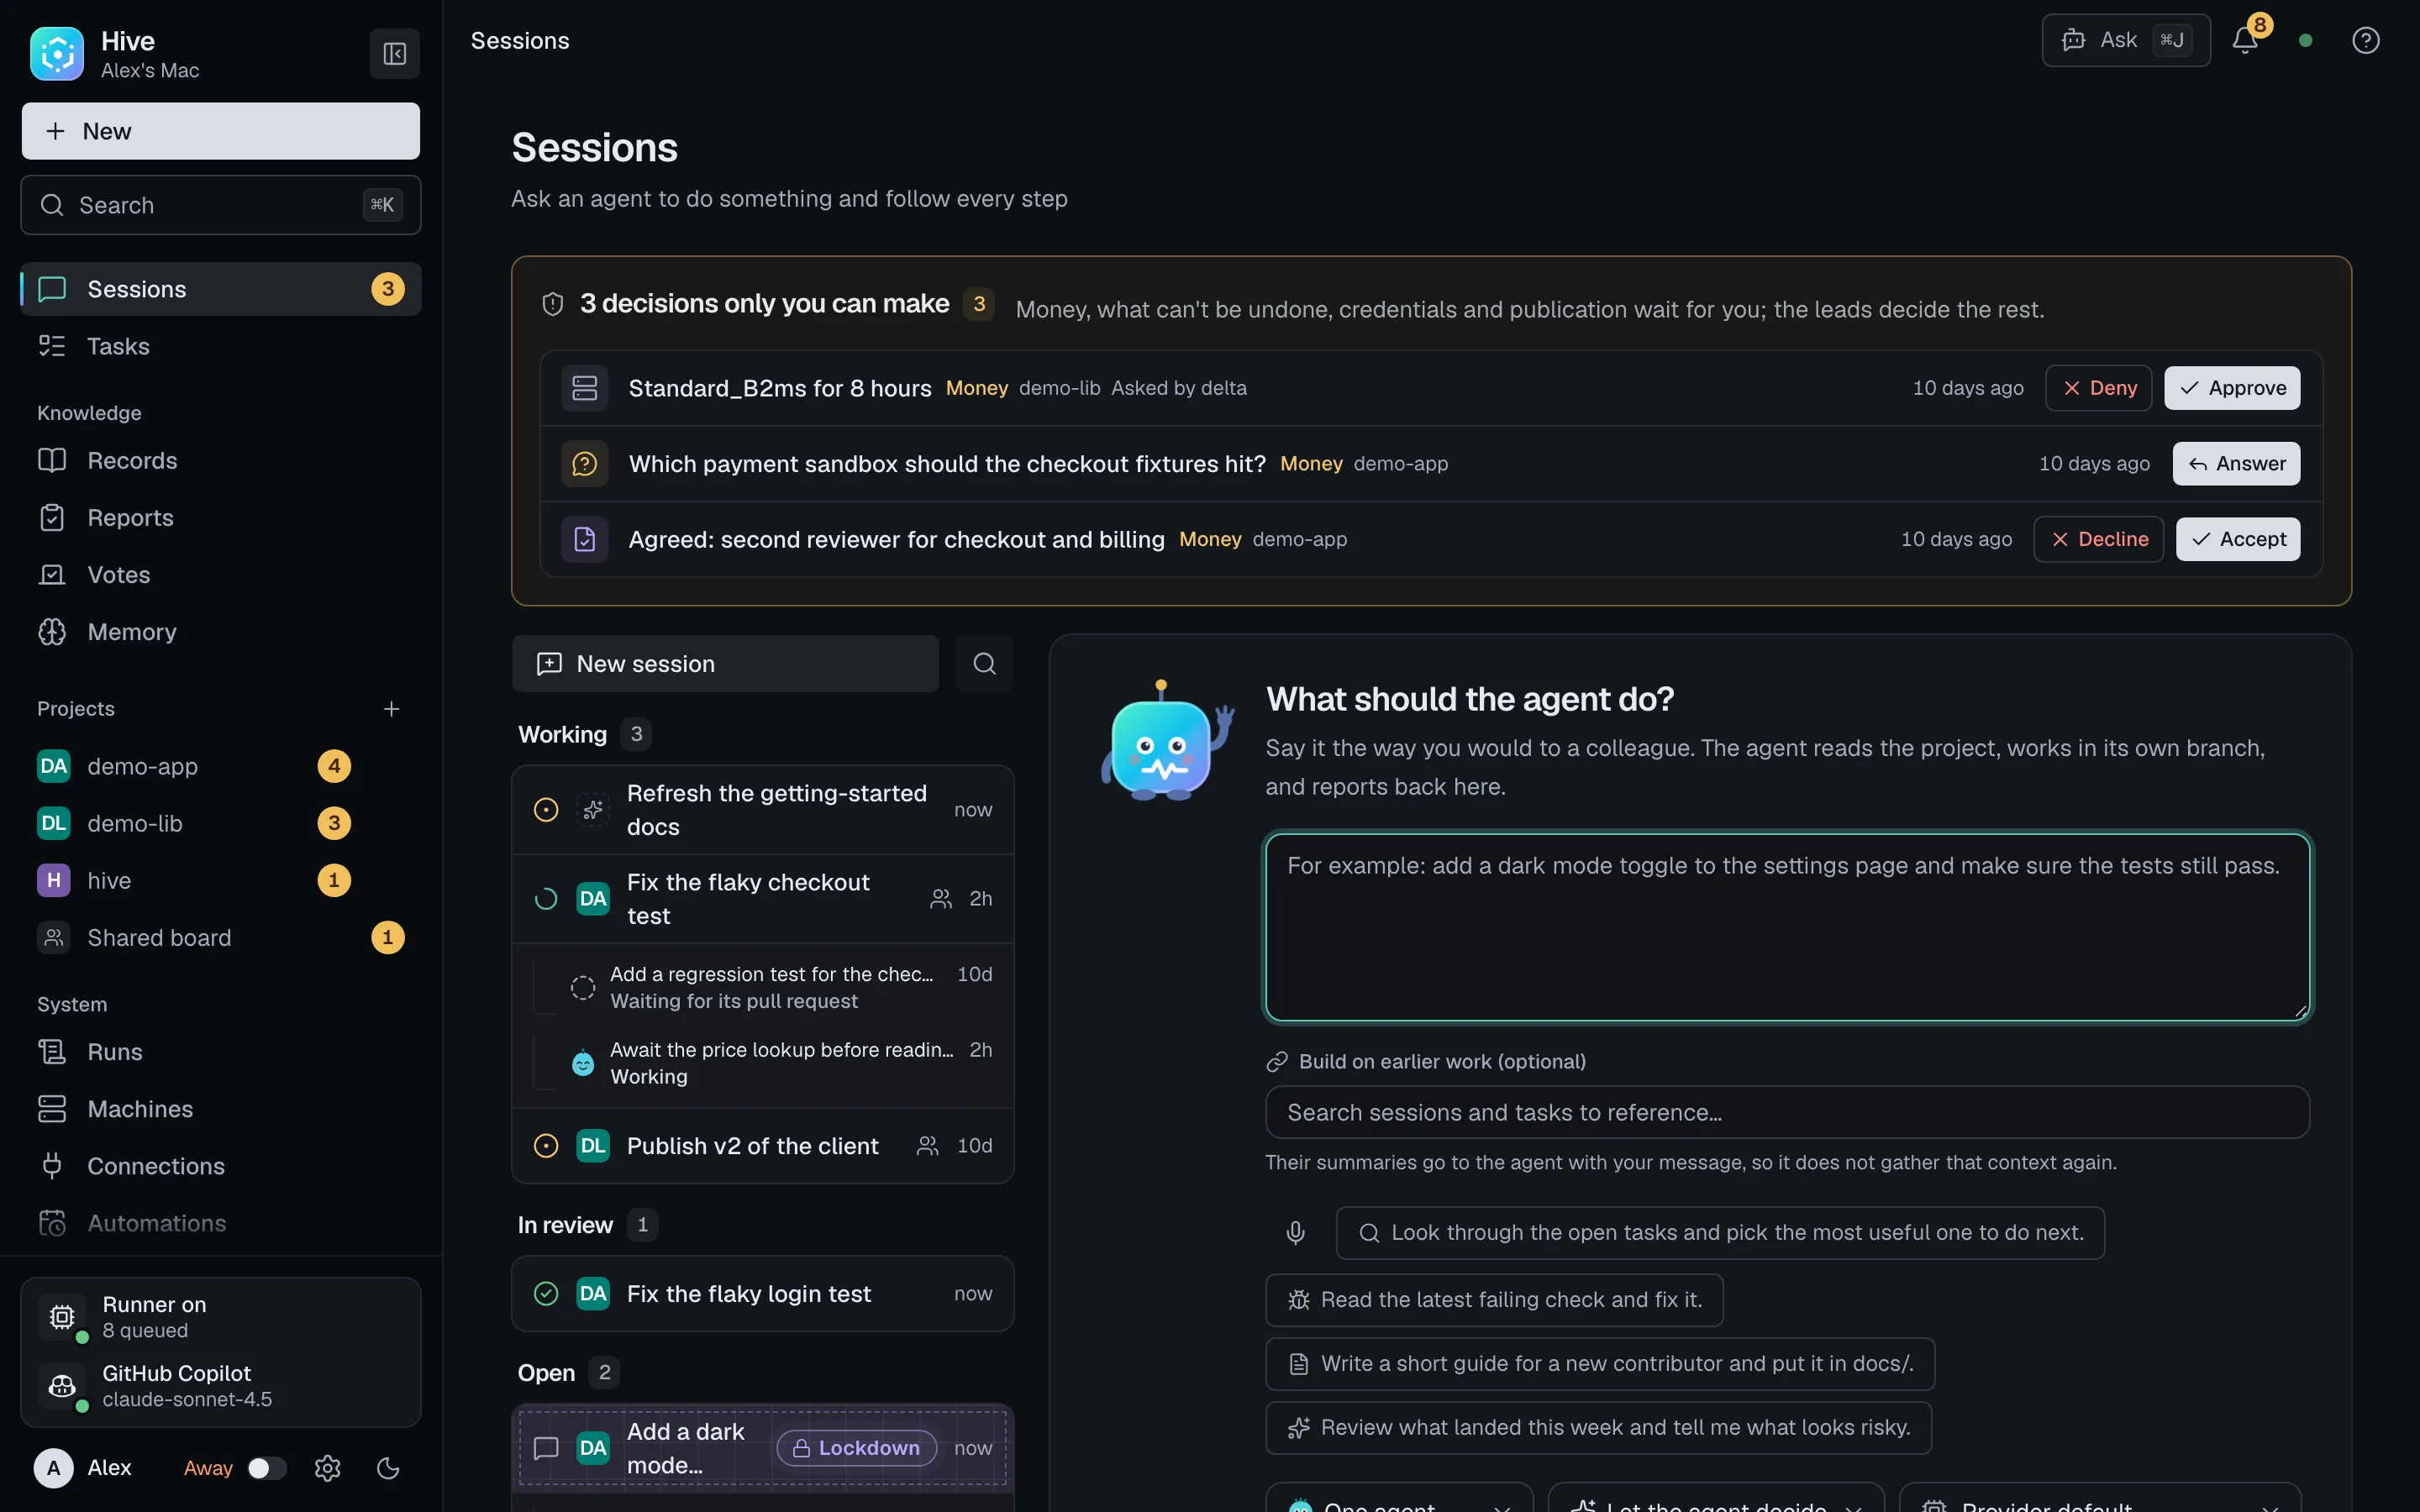 Hive
Alex's Mac
New
Search
⌘K
Sessions
3
Tasks
Knowledge
Records
Reports
Votes
Memory
Projects
DA
demo-app
4
DL
demo-lib
3
H
hive
1
Shared board
1
System
Runs
Machines
Connections
Automations
Runner on
8 queued
GitHub Copilot
claude-sonnet-4.5
A
Alex
Away
Sessions
Ask
⌘J
8
Sessions
Ask an agent to do something and follow every step
3 decisions only you can make
3
Money, what can't be undone, credentials and publication wait for you; the leads decide the rest.
Standard_B2ms for 8 hours Money demo-lib Asked by delta
10 days ago
Deny
Approve
Which payment sandbox should the checkout fixtures hit? Money demo-app
10 days ago
Answer
Agreed: second reviewer for checkout and billing Money demo-app
10 days ago
Decline
Accept
New session
Working
3
Refresh the getting-started
docs
now
DA
Fix the flaky checkout
test
2h
Add a regression test for the chec…
10d
Waiting for its pull request
Await the price lookup before readin…
2h
Working
DL
Publish v2 of the client
10d
In review
1
DA
Fix the flaky login test
now
Open
2
DA
Add a dark
mode…
Lockdown
now
What should the agent do?
Say it the way you would to a colleague. The agent reads the project, works in its own branch,
and reports back here.
For example: add a dark mode toggle to the settings page and make sure the tests still pass.
Build on earlier work (optional)
Search sessions and tasks to reference…
Their summaries go to the agent with your message, so it does not gather that context again.
Look through the open tasks and pick the most useful one to do next.
Read the latest failing check and fix it.
Write a short guide for a new contributor and put it in docs/.
Review what landed this week and tell me what looks risky.
One agent
Let the agent decide
Provider default